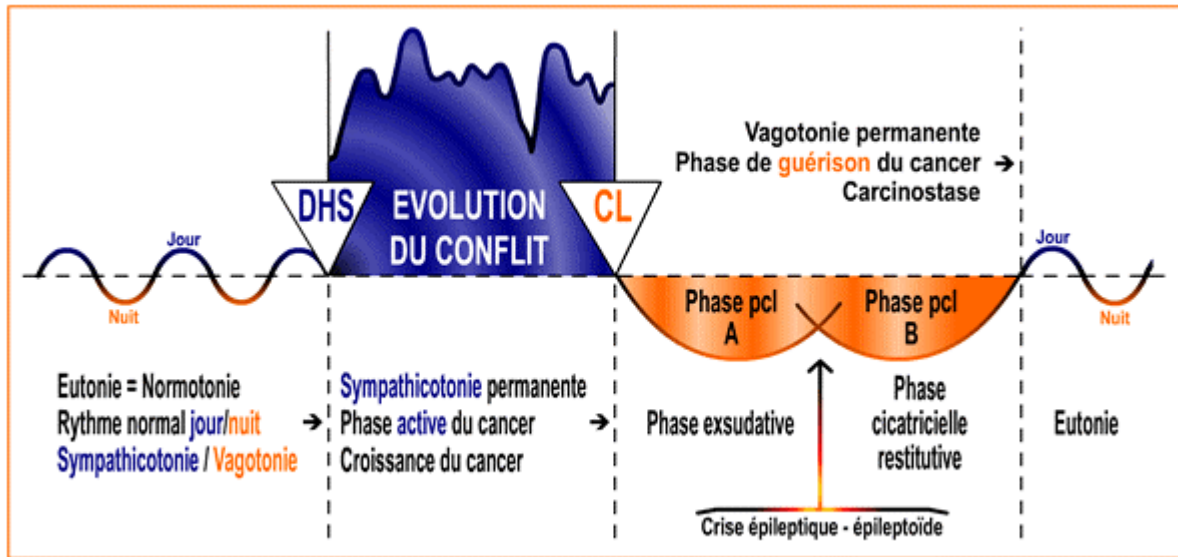 Vagotonie permanente
Phase de guérison du cancer
Carcinostase
DHS
EVOLUTION
DU CONFLIT
CL
Jour
Nuit
Phase pcl
A
Phase pcl
B
Jour
Nuit
Eutonie = Normotonie
Rythme normal jour/nuit
Sympathicotonie / Vagotonie
Sympathicotonie permanente
Phase active du cancer
Croissance du cancer
Phase exsudative
Phase
cicatricielle
restitutive
Eutonie
Crise épileptique - épileptoïde